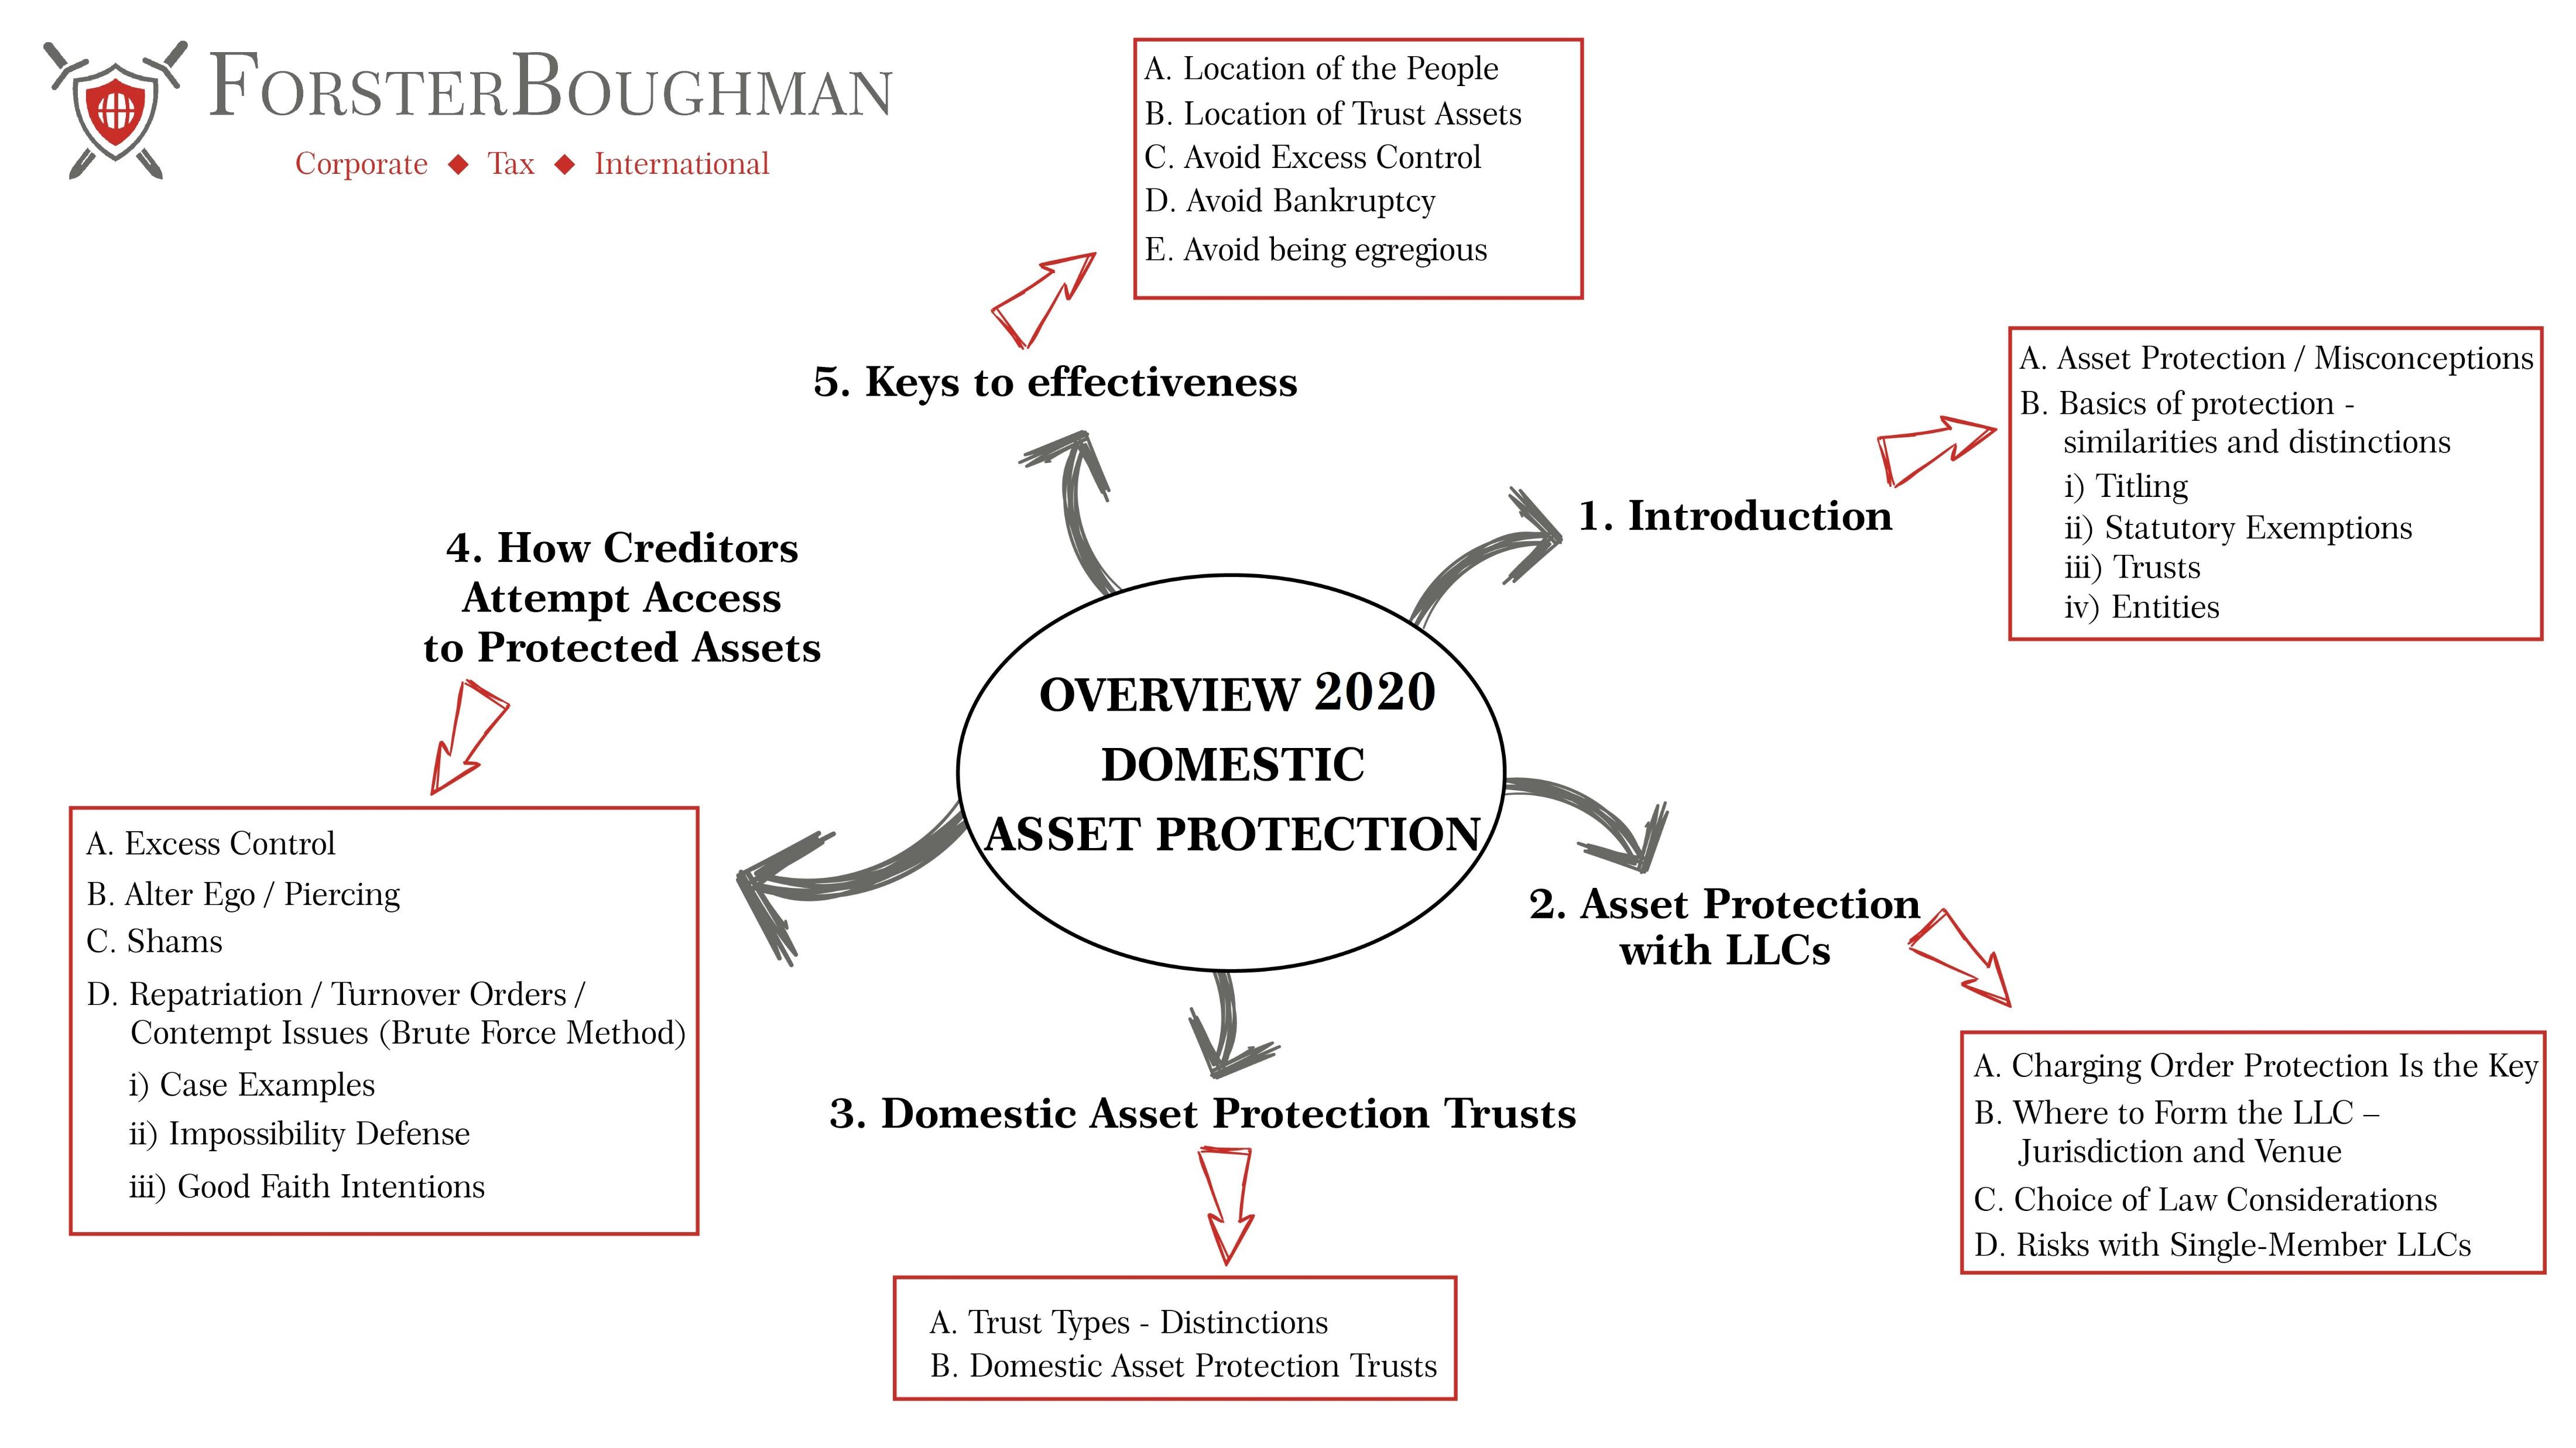 FORSTERBOUGHMAN
Corporate ◆ Tax ◆ International
OVERVIEW 2020
DOMESTIC
ASSET PROTECTION
1. Introduction
A. Asset Protection / Misconceptions
B. Basics of protection -
similarities and distinctions
i) Titling
ii) Statutory Exemptions
iii) Trusts
iv) Entities
2. Asset Protection
with LLCs
A. Charging Order Protection Is the Key
B. Where to Form the LLC –
Jurisdiction and Venue
C. Choice of Law Considerations
D. Risks with Single-Member LLCs
3. Domestic Asset Protection Trusts
A. Trust Types - Distinctions
B. Domestic Asset Protection Trusts
4. How Creditors
Attempt Access
to Protected Assets
A. Excess Control
B. Alter Ego / Piercing
C. Shams
D. Repatriation / Turnover Orders /
Contempt Issues (Brute Force Method)
i) Case Examples
ii) Impossibility Defense
iii) Good Faith Intentions
5. Keys to effectiveness
A. Location of the People
B. Location of Trust Assets
C. Avoid Excess Control
D. Avoid Bankruptcy
E. Avoid being egregious